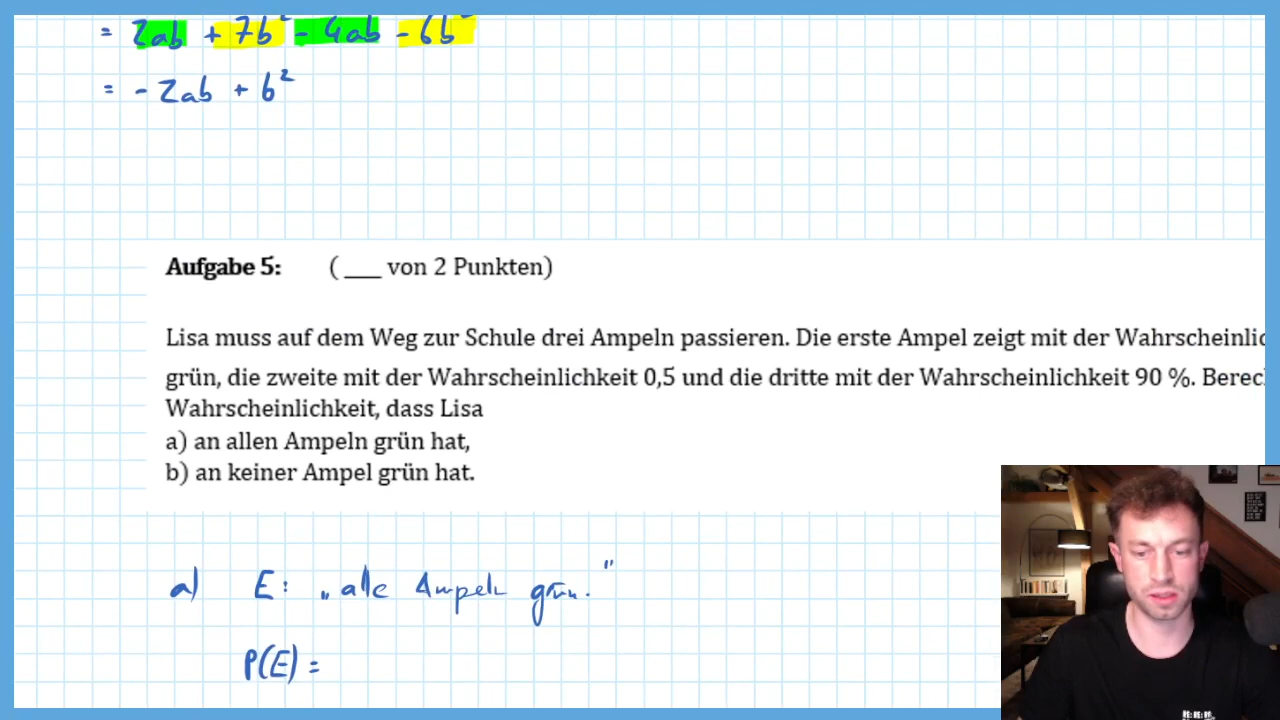 = 2ab + 7b² - 4ab - 6b²
= - 2ab + b²
Aufgabe 5: ( ___ von 2 Punkten)
Lisa muss auf dem Weg zur Schule drei Ampeln passieren. Die erste Ampel zeigt mit der
grün, die zweite mit der Wahrscheinlichkeit 0,5 und die dritte mit der Wahrscheinlichkeit 90 %.
Wahrscheinlichkeit, dass Lisa
a) an allen Ampeln grün hat,
b) an keiner Ampel grün hat.
a) E: „alle Ampeln grün."
P(E) =